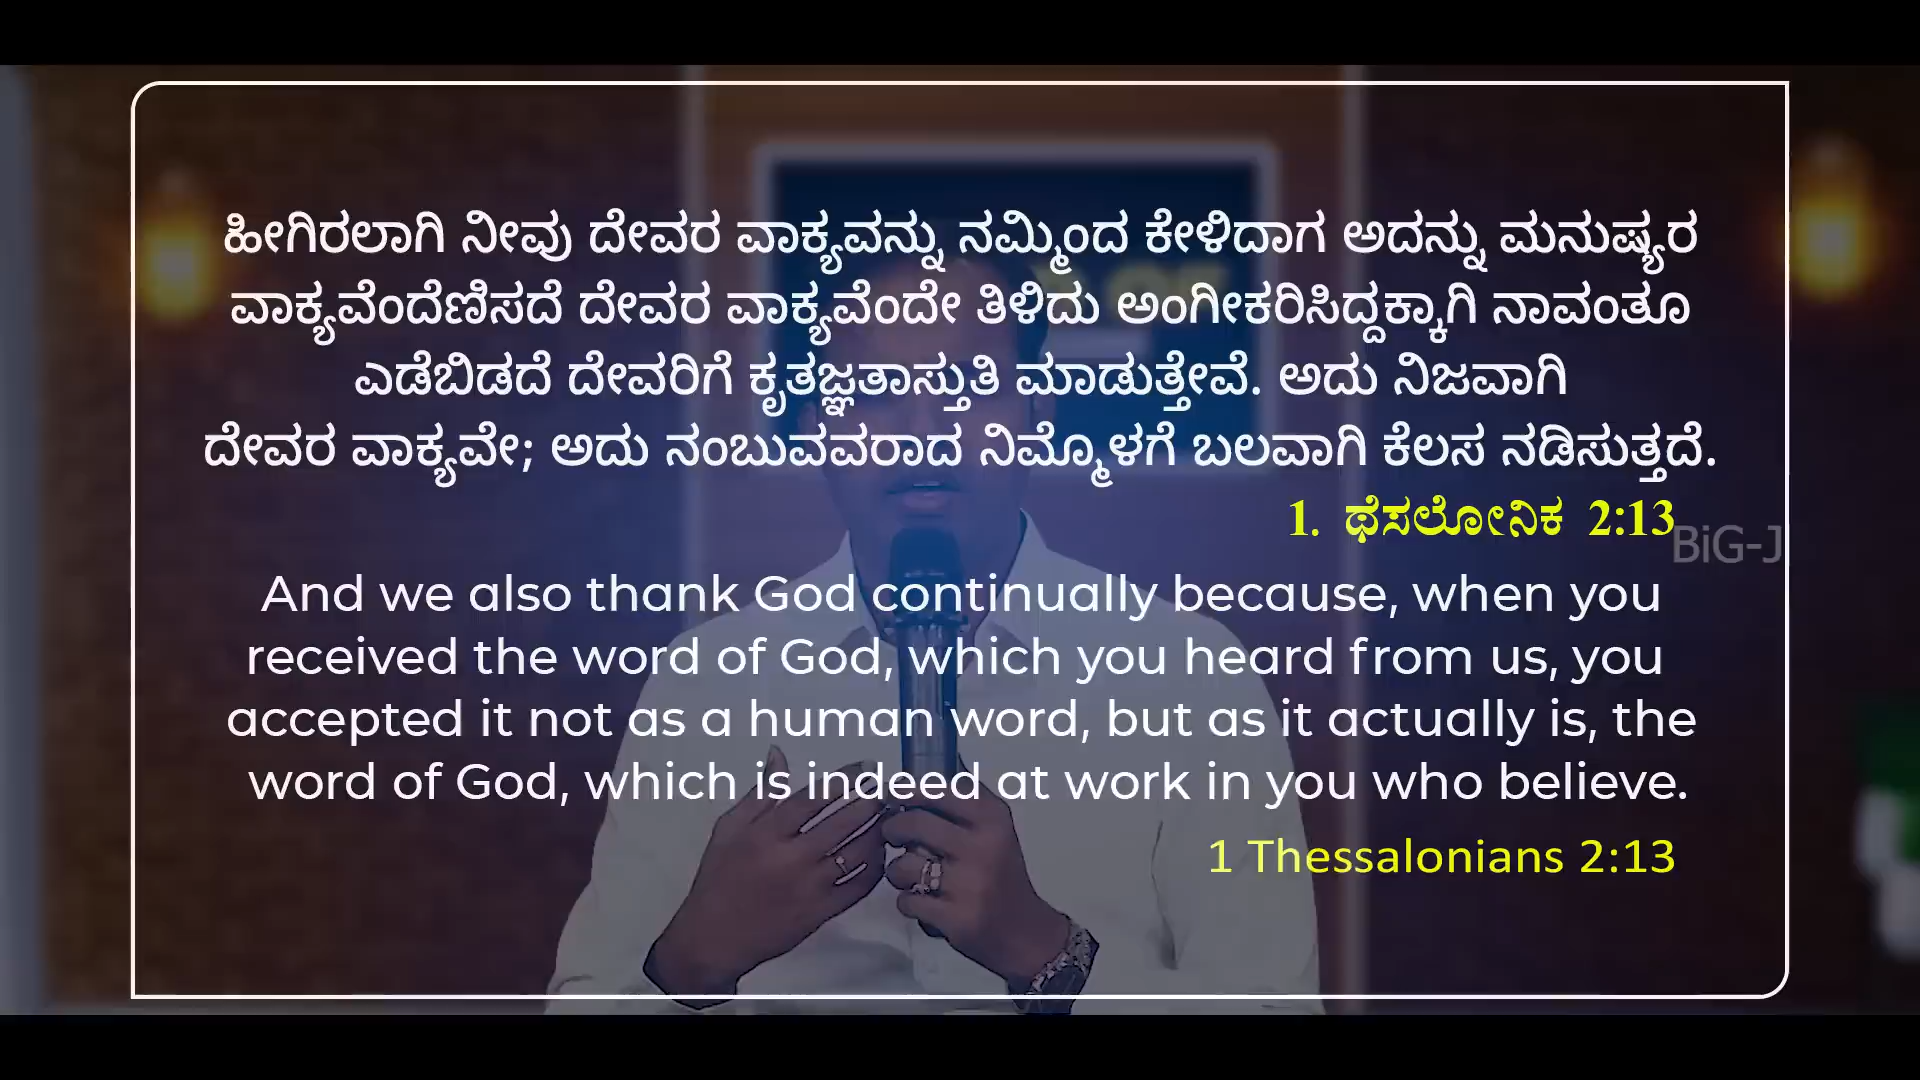 ಹೀಗಿರಲಾಗಿ ನೀವು ದೇವರ ವಾಕ್ಯವನ್ನು ನಮ್ಮಿಂದ ಕೇಳಿದಾಗ ಅದನ್ನು ಮನುಷ್ಯರ
ವಾಕ್ಯವೆಂದೆಣಿಸದೆ ದೇವರ ವಾಕ್ಯವೆಂದೇ ತಿಳಿದು ಅಂಗೀಕರಿಸಿದ್ದಕ್ಕಾಗಿ ನಾವಂತೂ
ಎಡೆಬಿಡದೆ ದೇವರಿಗೆ ಕೃತಜ್ಞತಾಸ್ತುತಿ ಮಾಡುತ್ತೇವೆ. ಅದು ನಿಜವಾಗಿ
ದೇವರ ವಾಕ್ಯವೇ; ಅದು ನಂಬುವವರಾದ ನಿಮ್ಮೊಳಗೆ ಬಲವಾಗಿ ಕೆಲಸ ನಡಿಸುತ್ತದೆ.
1. ಥೆಸಲೋನಿಕ 2:13
BiG-J
And we also thank God continually because, when you
received the word of God, which you heard from us, you
accepted it not as a human word, but as it actually is, the
word of God, which is indeed at work in you who believe.
1 Thessalonians 2:13